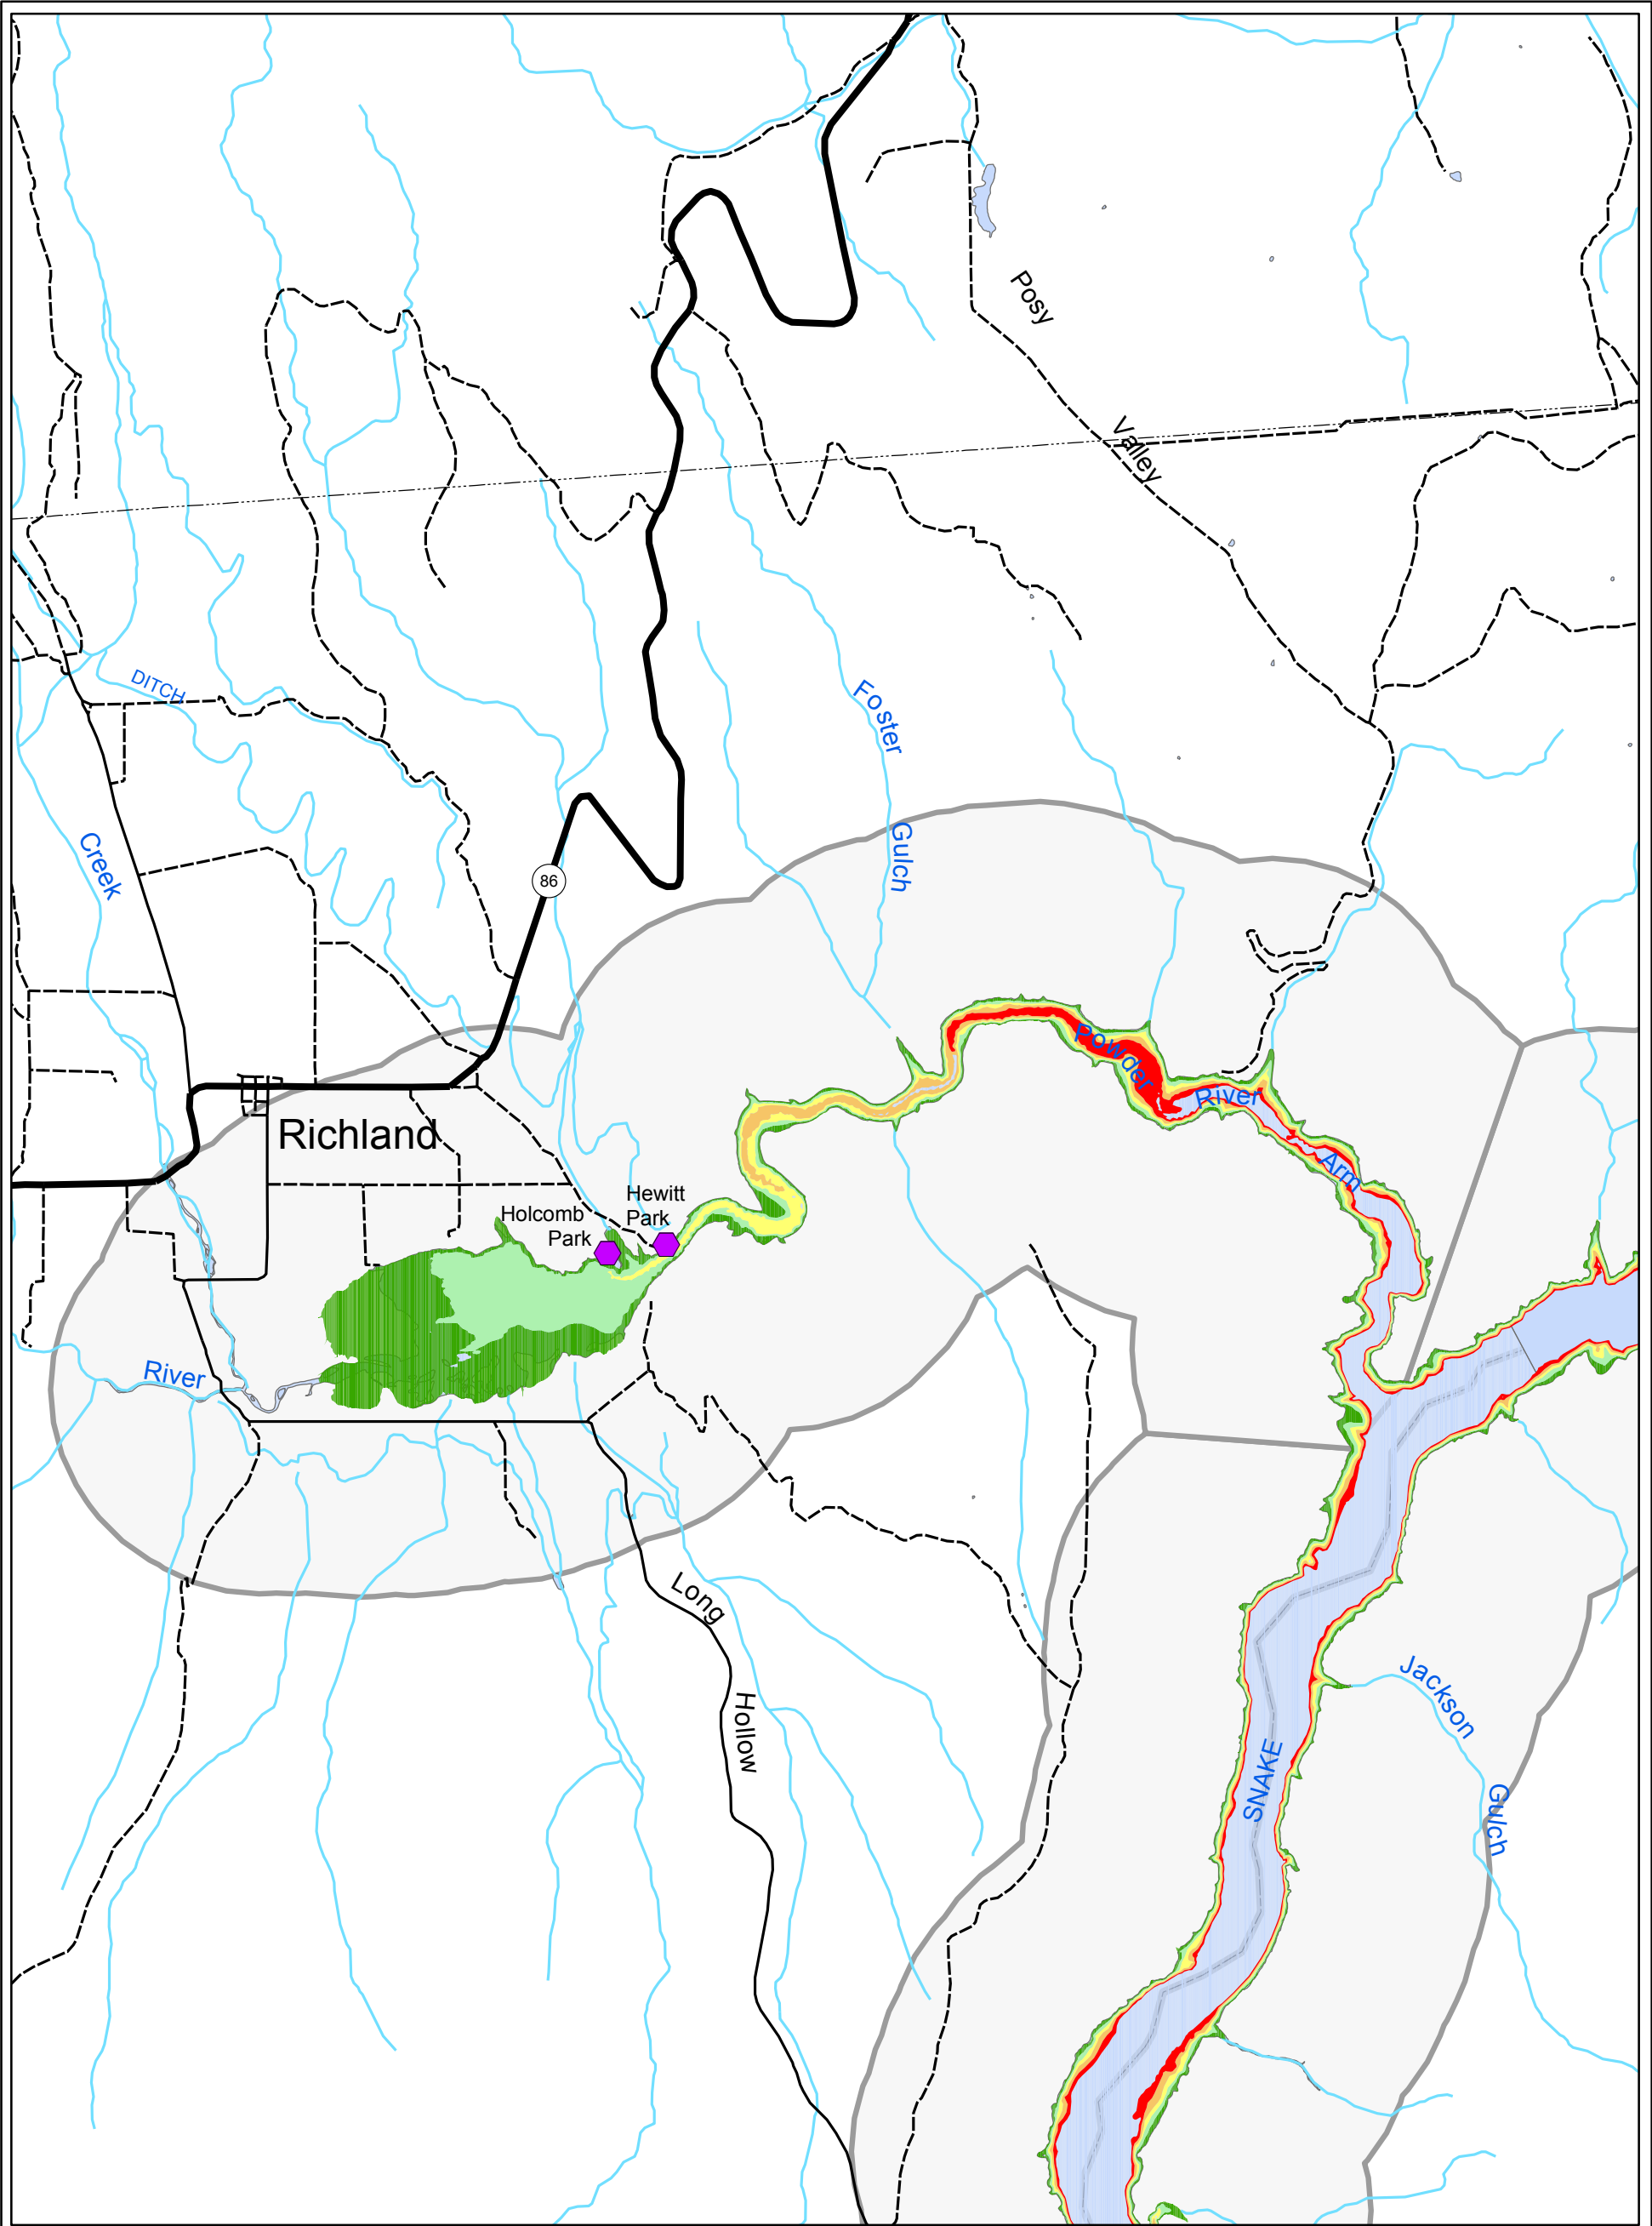 Posy
Valley
DITCH
Foster
Gulch
Creek
86
Powder
River
Arm
Richland
Hewitt
Park
Holcomb
Park
River
Long
Hollow
Jackson
Gulch
SNAKE